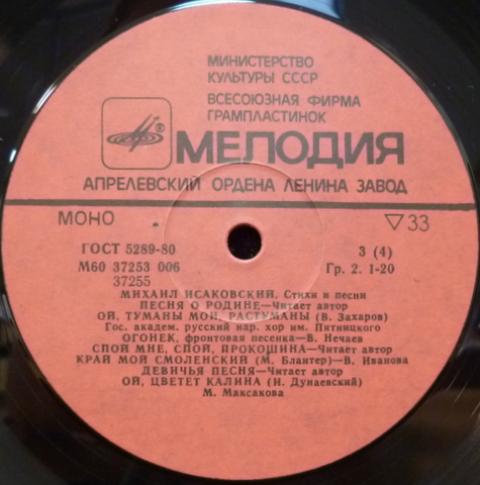 МИНИСТЕРСТВО
КУЛЬТУРЫ СССР
ВСЕСОЮЗНАЯ ФИРМА
ГРАМПЛАСТИНОК
МЕЛОДИЯ
АПРЕЛЕВСКИЙ ОРДЕНА ЛЕНИНА ЗАВОД
МОНО ▽33
ГОСТ 5289-80 3 (4)
М60 37253 006 Гр. 2. 1-20
37255
МИХАИЛ ИСАКОВСКИЙ, Стихи и песни
ПЕСНЯ О РОДИНЕ—Читает автор
ОЙ, ТУМАНЫ МОИ, РАСТУМАНЫ (В. Захаров)
Гос. академ. русский нар. хор им. Пятницкого
ОГОНЕК, фронтовая песенка—В. Нечаев
СПОЙ МНЕ, СПОЙ, ПРОКОШИНА—Читает автор
КРАЙ МОЙ СМОЛЕНСКИЙ (М. Блантер)—В. Иванова
ДЕВИЧЬЯ ПЕСНЯ—Читает автор
ОЙ, ЦВЕТЕТ КАЛИНА (И. Дунаевский)
М. Максакова